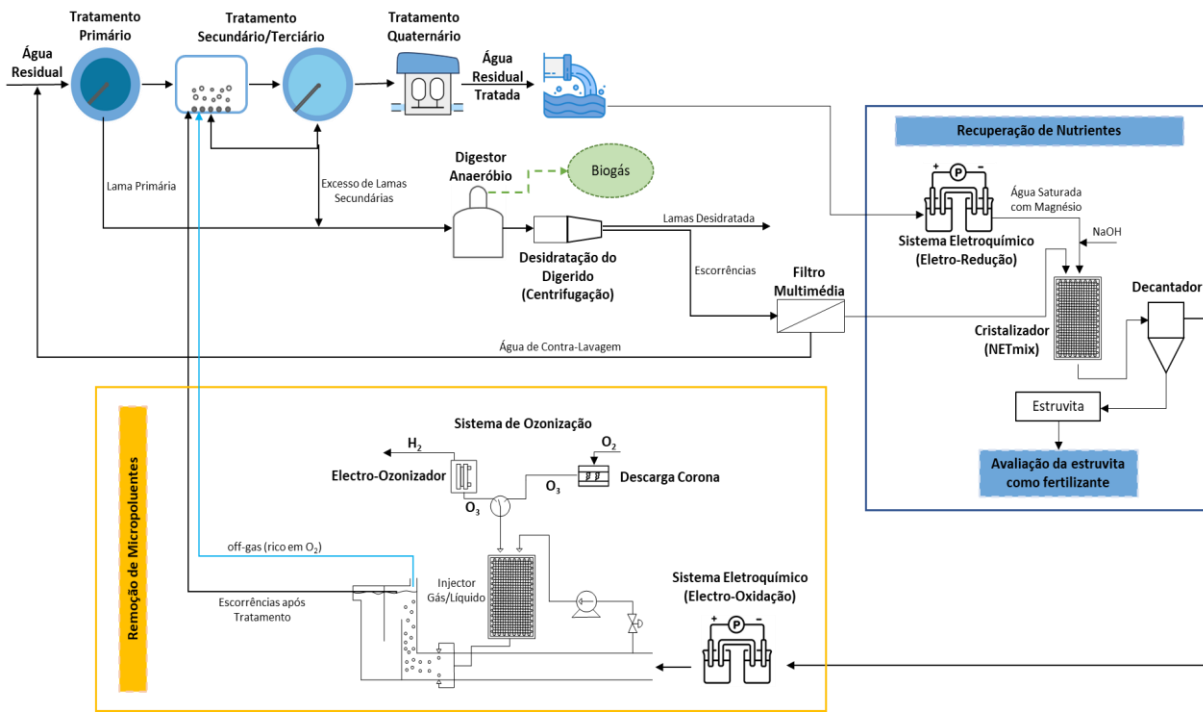 Tratamento
Primário
Tratamento
Secundário/Terciário
Tratamento
Quaternário
Água
Residual
Água
Residual
Tratada
Recuperação de Nutrientes
Lama Primária
Excesso de Lamas
Secundárias
Digestor
Anaeróbio
Biogás
+ P −
Água Saturada
com Magnésio
Sistema Eletroquímico
(Eletro-Redução)
NaOH
Lamas Desidratada
Desidratação do
Digerido
(Centrifugação)
Escorrências
Filtro
Multimédia
Decantador
Cristalizador
(NETmix)
Água de Contra-Lavagem
Estruvita
Avaliação da estruvita
como fertilizante
Remoção de Micropoluentes
Sistema de Ozonização
H2
O2
Electro-Ozonizador
Descarga Corona
O3
O3
off-gas (rico em O2)
Injector
Gás/Líquido
Escorrências após
Tratamento
Sistema Eletroquímico
(Electro-Oxidação)
+ P −